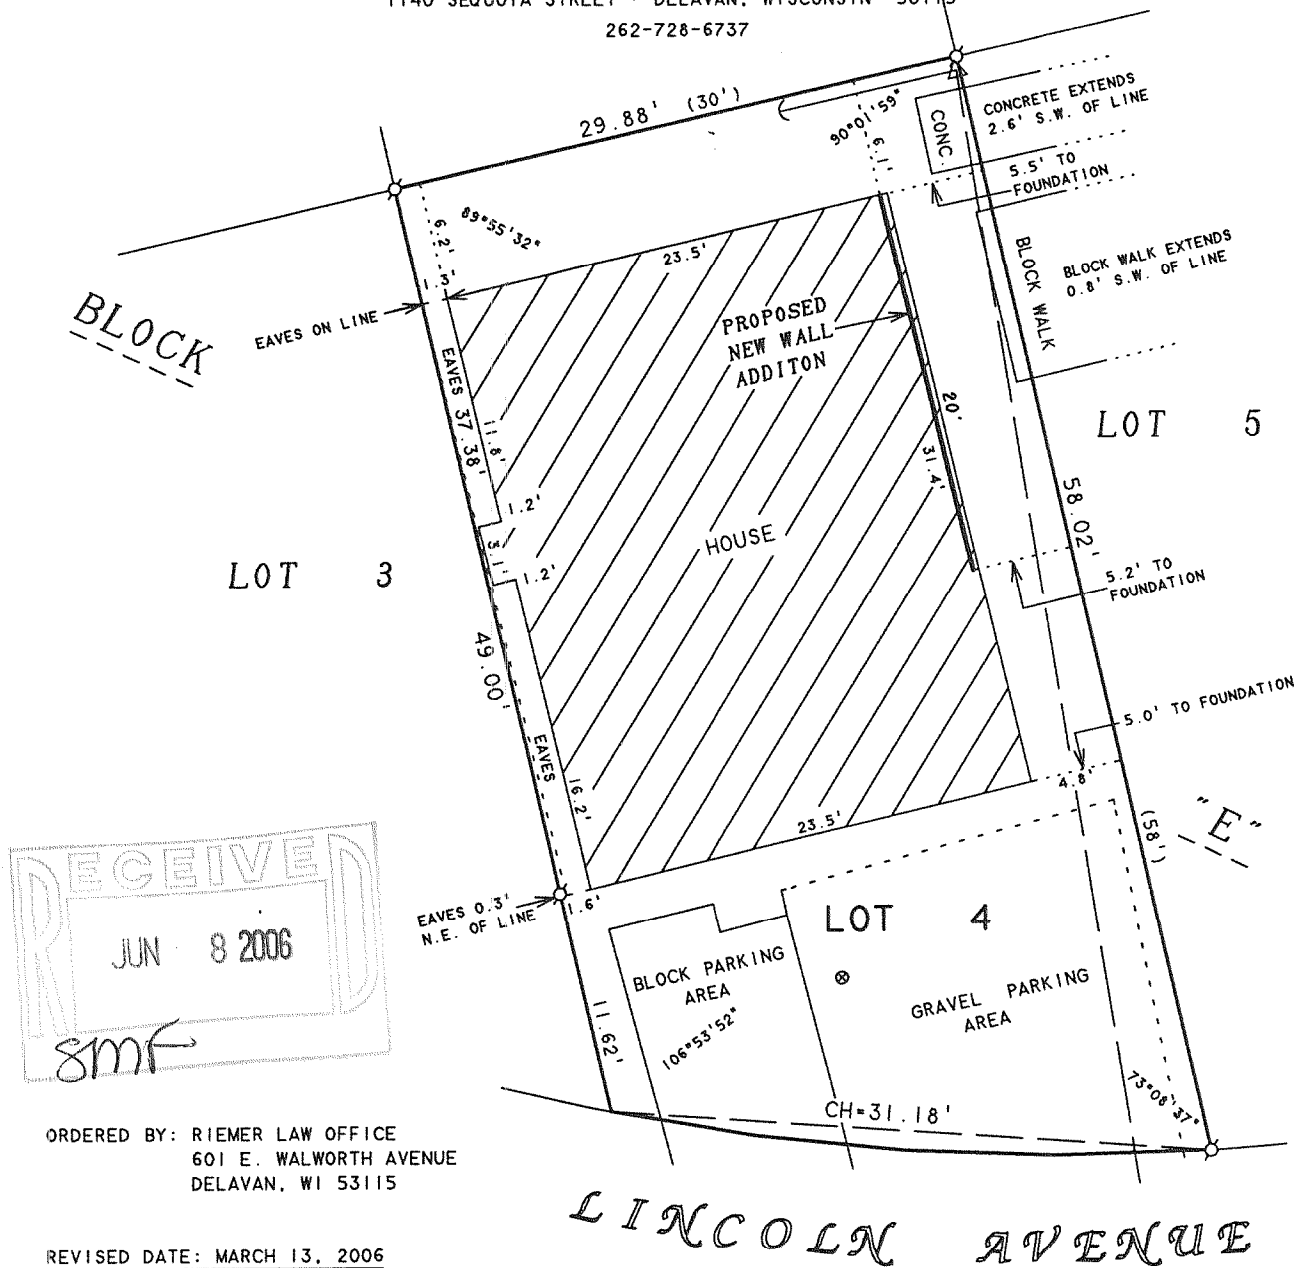 1140 SEQUOYA STREET · DELAVAN, WISCONSIN 53115
262-728-6737
29.88' (30')
90°01'59"
CONC.
CONCRETE EXTENDS
2.6' S.W. OF LINE
6.1'
5.5' TO
FOUNDATION
89°55'32"
6.2'
1.3'
23.5'
BLOCK
EAVES ON LINE
PROPOSED
NEW WALL
ADDITON
BLOCK WALK
BLOCK WALK EXTENDS
0.8' S.W. OF LINE
EAVES 37.38'
11.8'
20'
31.4'
LOT 5
1.2'
3.1'
1.2'
HOUSE
58.02'
LOT 3
5.2' TO
FOUNDATION
49.00'
EAVES
16.2'
5.0' TO FOUNDATION
4.8'
23.5'
(58')
"E"
RECEIVED
JUN 8 2006
SMF
EAVES 0.3'
N.E. OF LINE
1.6'
LOT 4
BLOCK PARKING
AREA
GRAVEL PARKING
AREA
11.62'
106°53'52"
73°08'37"
CH=31.18'
ORDERED BY: RIEMER LAW OFFICE
601 E. WALWORTH AVENUE
DELAVAN, WI 53115
LINCOLN AVENUE
REVISED DATE: MARCH 13, 2006